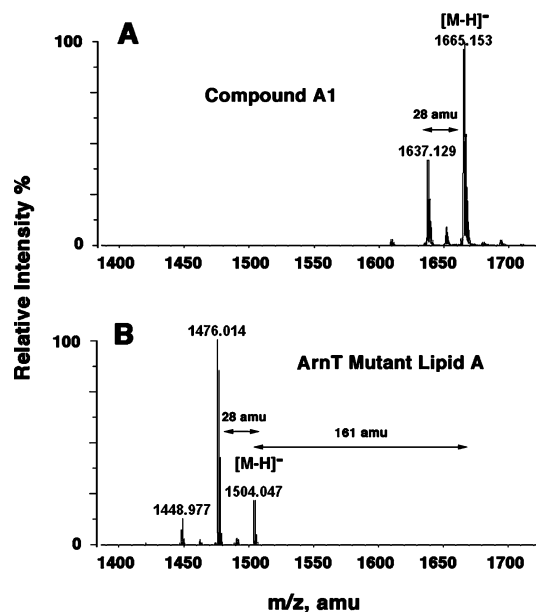 A
[M-H]⁻
100
1665.153
Compound A1
28 amu
1637.129
0
1400 1450 1500 1550 1600 1650 1700
Relative Intensity %
B
1476.014
100
ArnT Mutant Lipid A
28 amu
161 amu
[M-H]⁻
1504.047
1448.977
0
1400 1450 1500 1550 1600 1650 1700
m/z, amu